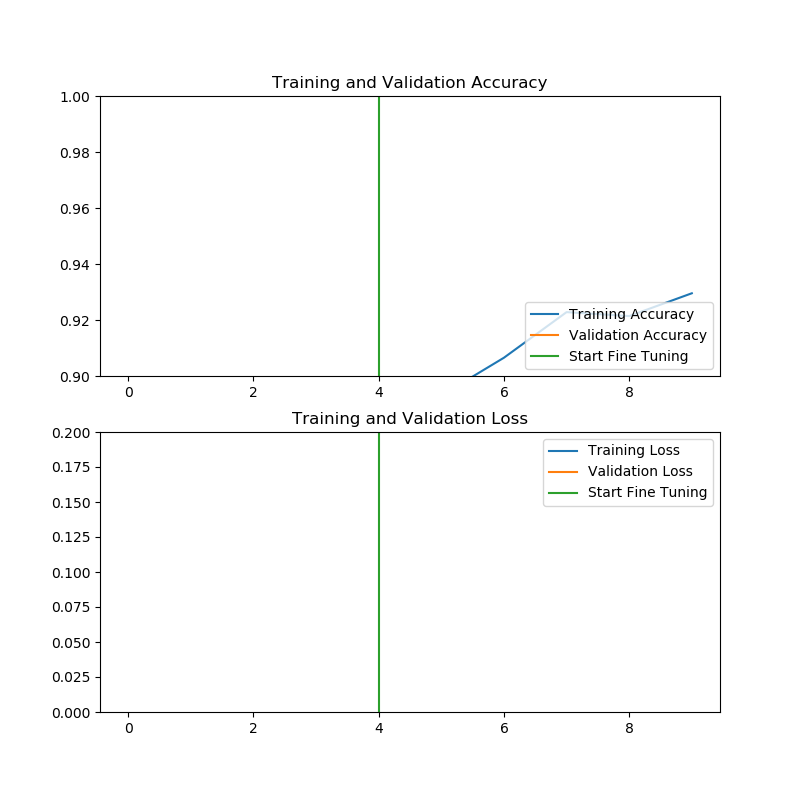 Training and Validation Accuracy
1.00
0.98
0.96
0.94
0.92
0.90
Training Accuracy
Validation Accuracy
Start Fine Tuning
0 2 4 6 8
Training and Validation Loss
0.200
0.175
0.150
0.125
0.100
0.075
0.050
0.025
0.000
Training Loss
Validation Loss
Start Fine Tuning
0 2 4 6 8